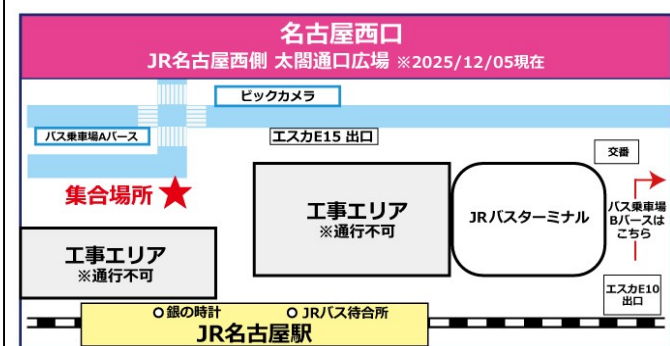 名古屋西口
JR名古屋西側 太閤通口広場 ※2025/12/05現在
ビックカメラ
バス乗車場Aバース
エスカE15 出口
交番
集合場所
工事エリア
※通行不可
JRバスターミナル
バス乗車場
Bバースは
こちら
工事エリア
※通行不可
エスカE10
出口
銀の時計
JRバス待合所
JR名古屋駅